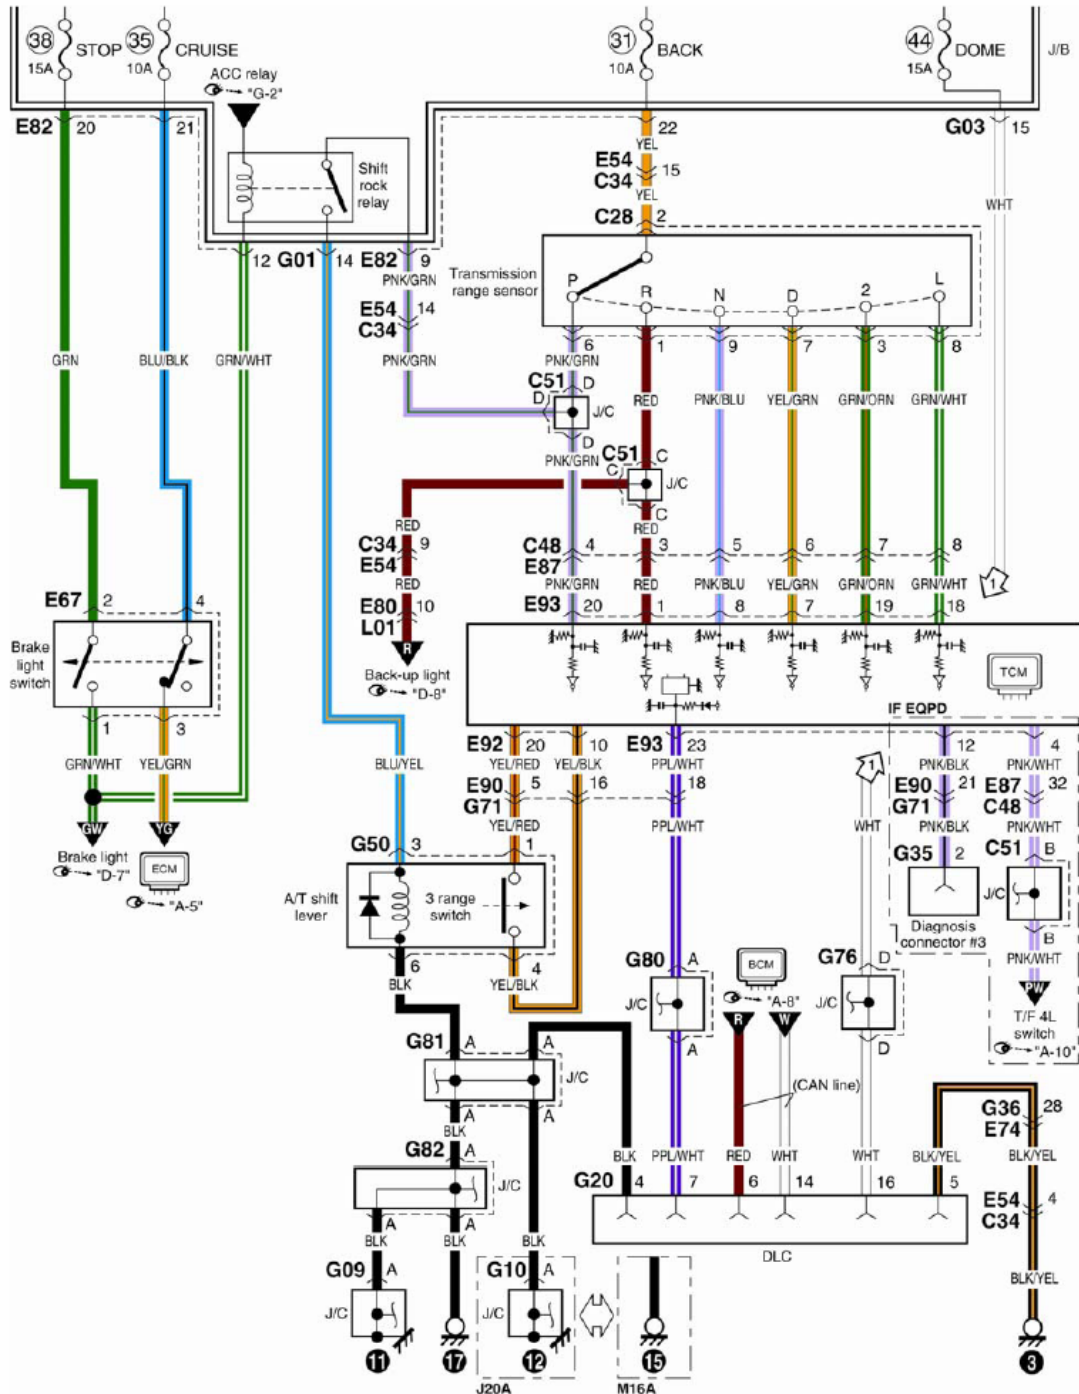 38 STOP 35 CRUISE 31 BACK 44 DOME J/B
15A 10A 10A 15A
ACC relay
"G-2"
E82 20 21 22 G03 15
YEL
E54 15
C34
Shift
rock
relay
YEL
WHT
C28 2
12 G01 14 E82 9
PNK/GRN
Transmission
range sensor
P R N D 2 L
E54 14
C34
6 1 9 7 3 8
GRN BLU/BLK GRN/WHT PNK/GRN PNK/GRN
C51 D
D J/C
RED PNK/BLU YEL/GRN GRN/ORN GRN/WHT
D
PNK/GRN C51 C
C J/C
C
RED RED
C34 9
E54
C48 4 3 5 6 7 8
E87
RED PNK/GRN RED PNK/BLU YEL/GRN GRN/ORN GRN/WHT 1
E67 2 4
E80 10
L01
E93 20 1 8 7 19 18
Brake
light
switch
R
Back-up light
"D-8"
TCM
IF EQPD
1 3
E92 20 10 E93 23 12 4
GRN/WHT YEL/GRN BLU/YEL YEL/RED YEL/BLK PPL/WHT 1 PNK/BLK PNK/WHT
E90 5 16 18 E90 21 E87 32
G71 G71 C48
GW YG
YEL/RED PPL/WHT WHT PNK/BLK PNK/WHT
Brake light
"D-7"
ECM
"A-5"
G50 3 1 G35 2 C51 B
J/C
A/T shift
lever
3 range
switch
Diagnosis
connector #3
B
6 4
BLK YEL/BLK
G80 A BCM G76 D PNK/WHT
J/C "A-8" J/C PW
R W
T/F 4L
switch
"A-10"
A D
G81 A A
J/C
(CAN line)
A A
BLK
G36 28
E74
G82 A
BLK PPL/WHT RED WHT WHT BLK/YEL BLK/YEL
J/C
G20 4 7 6 14 16 5
E54 4
C34
A A
BLK BLK BLK
DLC
G09 A G10 A
BLK/YEL
J/C J/C
11 17 12 15 3
J20A M16A